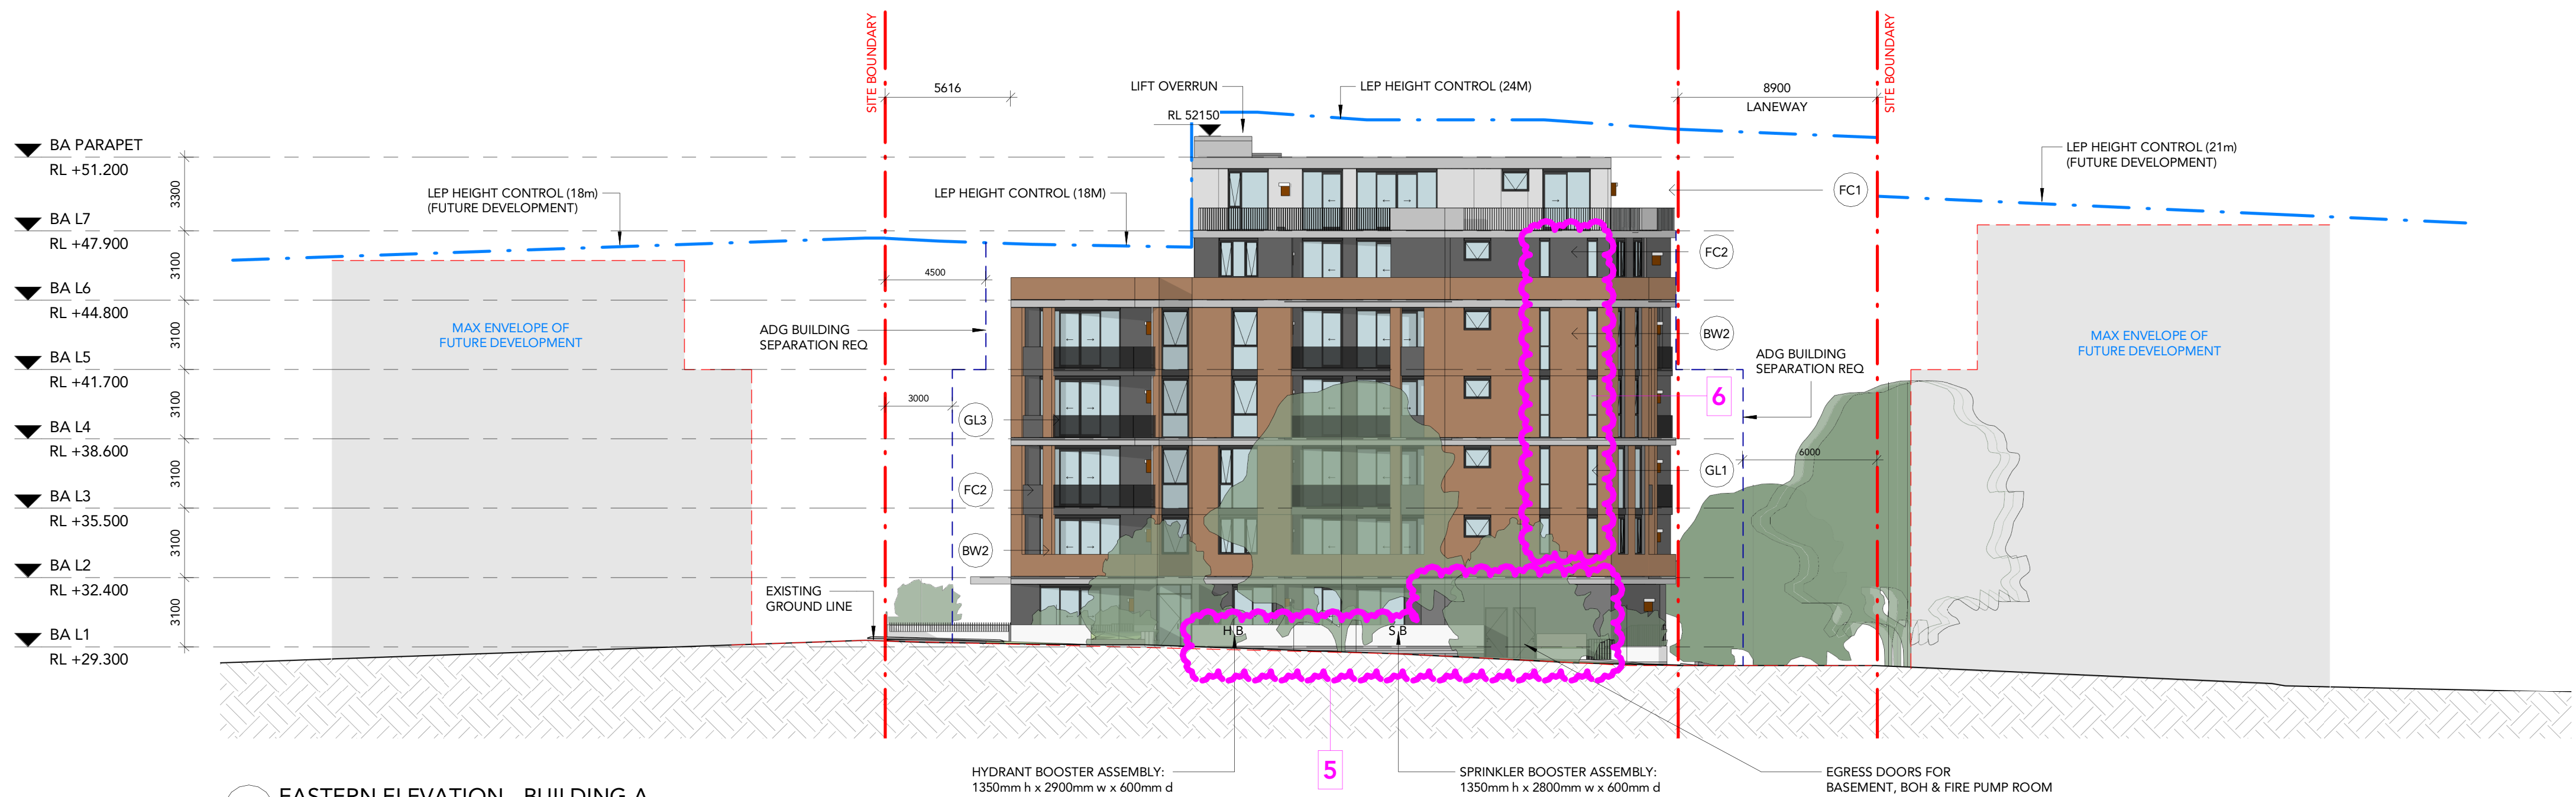 SITE BOUNDARY
SITE BOUNDARY
5616
LIFT OVERRUN
LEP HEIGHT CONTROL (24M)
8900
LANEWAY
RL 52150
BA PARAPET
RL +51.200
3300
LEP HEIGHT CONTROL (18m)
(FUTURE DEVELOPMENT)
LEP HEIGHT CONTROL (18M)
FC1
LEP HEIGHT CONTROL (21m)
(FUTURE DEVELOPMENT)
BA L7
RL +47.900
3100
4500
FC2
BA L6
RL +44.800
3100
MAX ENVELOPE OF
FUTURE DEVELOPMENT
ADG BUILDING
SEPARATION REQ
BW2
MAX ENVELOPE OF
FUTURE DEVELOPMENT
BA L5
RL +41.700
3100
3000
ADG BUILDING
SEPARATION REQ
6
GL3
BA L4
RL +38.600
3100
6000
GL1
FC2
BA L3
RL +35.500
3100
BW2
BA L2
RL +32.400
3100
EXISTING
GROUND LINE
H B
S B
BA L1
RL +29.300
5
HYDRANT BOOSTER ASSEMBLY:
1350mm h x 2900mm w x 600mm d
SPRINKLER BOOSTER ASSEMBLY:
1350mm h x 2800mm w x 600mm d
EGRESS DOORS FOR
BASEMENT, BOH & FIRE PUMP ROOM
EASTERN ELEVATION - BUILDING A